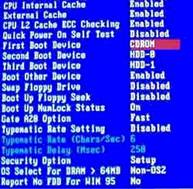 CPU Internal Cache Enabled
External Cache Enabled
CPU L2 Cache ECC Checking Enabled
Quick Power On Self Test Disabled
First Boot Device CDROM
Second Boot Device HDD-0
Third Boot Device HDD-1
Boot Other Device Enabled
Swap Floppy Drive Disabled
Boot Up Floppy Seek Disabled
Boot Up NumLock Status On
Gate A20 Option Fast
Typematic Rate Setting Disabled
Typematic Rate (Chars/Sec) 6
Typematic Delay (Msec) 250
Security Option Setup
OS Select For DRAM > 64MB Non-OS2
Report No FDD For WIN 95 No